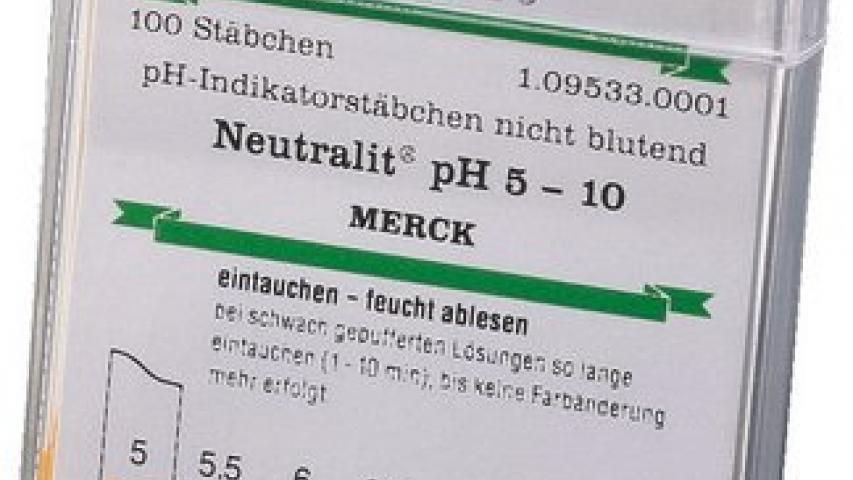 100 Stäbchen
1.09533.0001
pH-Indikatorstäbchen nicht blutend
Neutralit® pH 5 – 10
MERCK
eintauchen – feucht ablesen
bei schwach gepufferten Lösungen so lange
eintauchen (1 - 10 min), bis keine Farbänderung
mehr erfolgt
5 5,5 6